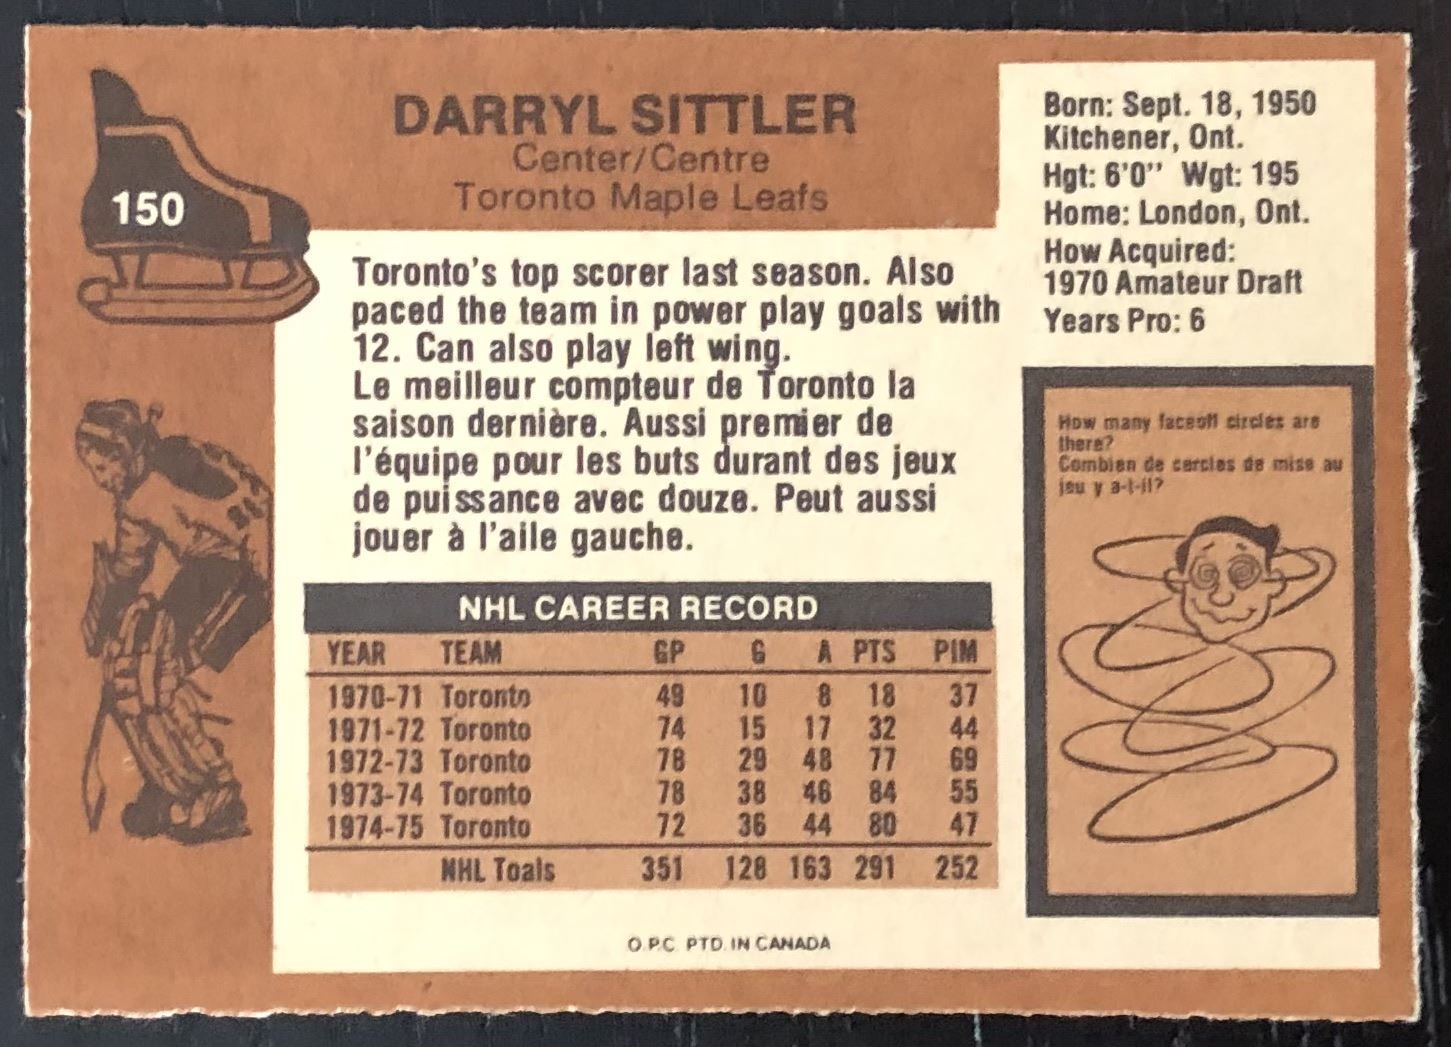 150
DARRYL SITTLER
Center/Centre
Toronto Maple Leafs
Born: Sept. 18, 1950
Kitchener, Ont.
Hgt: 6'0" Wgt: 195
Home: London, Ont.
How Acquired:
1970 Amateur Draft
Years Pro: 6
Toronto's top scorer last season. Also
paced the team in power play goals with
12. Can also play left wing.
Le meilleur compteur de Toronto la
saison dernière. Aussi premier de
l'équipe pour les buts durant des jeux
de puissance avec douze. Peut aussi
jouer à l'aile gauche.
How many faceoff circles are
there?
Combien de cercles de mise au
jeu y a-t-il?
NHL CAREER RECORD
YEAR TEAM GP G A PTS PIM
1970-71 Toronto 49 10 8 18 37
1971-72 Toronto 74 15 17 32 44
1972-73 Toronto 78 29 48 77 69
1973-74 Toronto 78 38 46 84 55
1974-75 Toronto 72 36 44 80 47
NHL Toals 351 128 163 291 252
O.P.C. PTD. IN CANADA